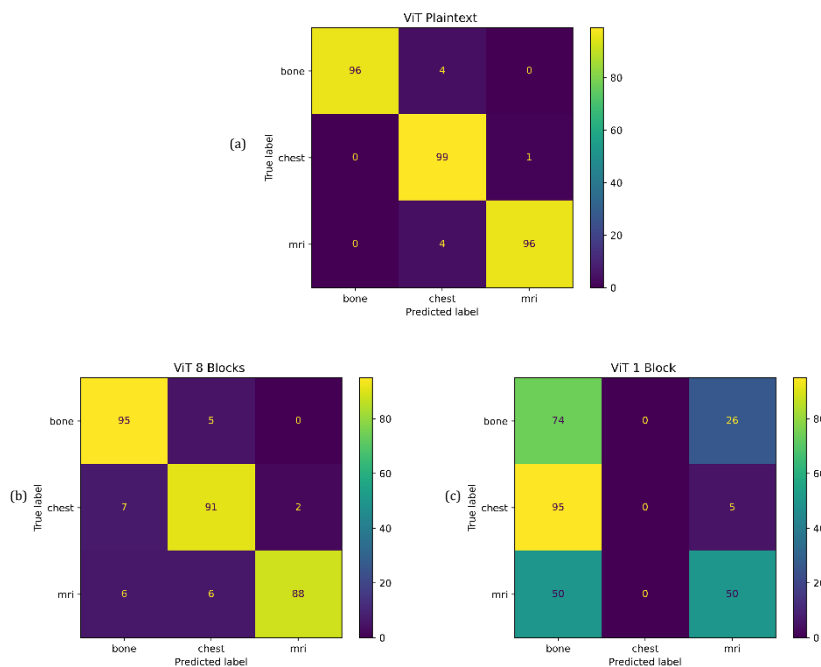 ViT Plaintext
(a)
True label
bone
96
4
0
chest
0
99
1
mri
0
4
96
bone
chest
mri
Predicted label
80
60
40
20
0
ViT 8 Blocks
(b)
True label
bone
95
5
0
chest
7
91
2
mri
6
6
88
bone
chest
mri
Predicted label
80
60
40
20
0
ViT 1 Block
(c)
True label
bone
74
0
26
chest
95
0
5
mri
50
0
50
bone
chest
mri
Predicted label
80
60
40
20
0